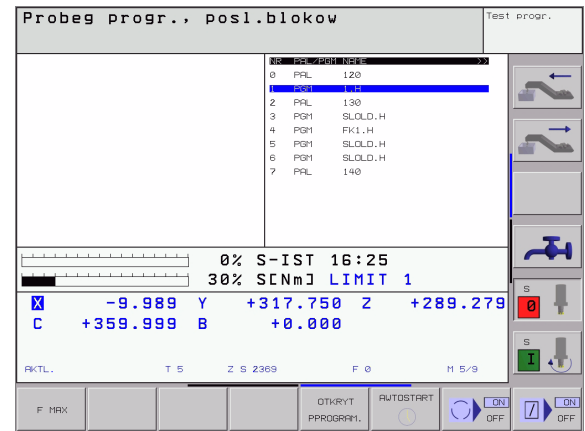 Probeg progr., posl.blokow
Test progr.
NR PAL/PGM NAME >>
0 PAL 120
1 PGM 1.H
2 PAL 130
3 PGM SLOLD.H
4 PGM FK1.H
5 PGM SLOLD.H
6 PGM SLOLD.H
7 PAL 140
0% S-IST 16:25
30% S[Nm] LIMIT 1
X -9.989 Y +317.750 Z +289.279
C +359.999 B +0.000
AKTL. T 5 Z S 2369 F 0 M 5/9
S
0
S
I
F MAX
OTKRYT PPROGRAM.
AUTOSTART
ON OFF
ON OFF